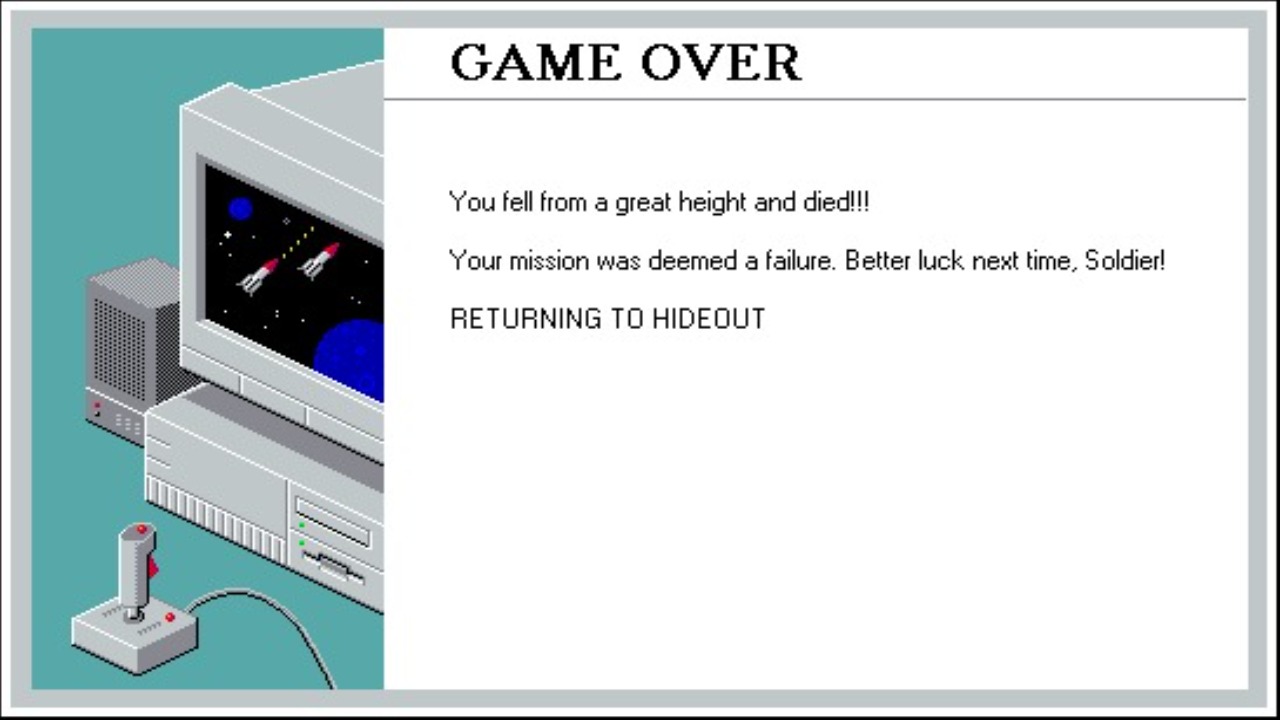 GAME OVER
You fell from a great height and died!!!
Your mission was deemed a failure. Better luck next time, Soldier!
RETURNING TO HIDEOUT